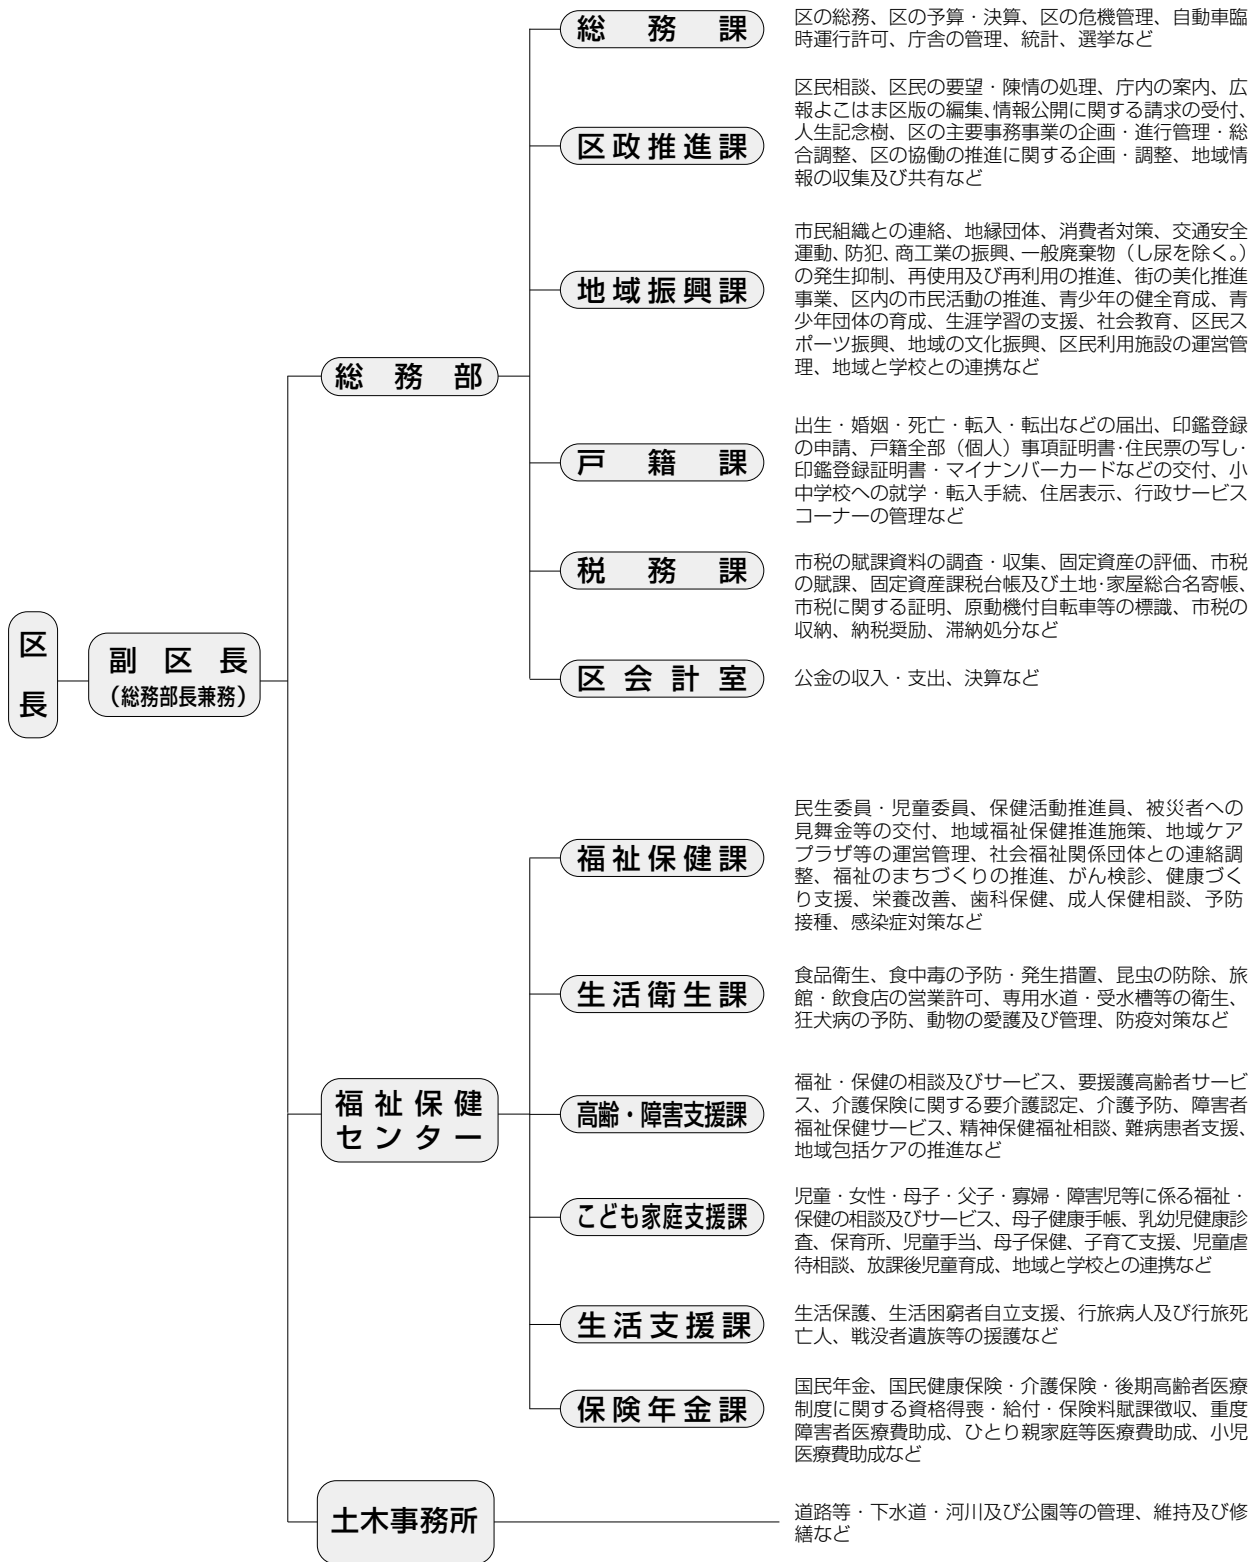 区長
副区長
（総務部長兼務）
総務部
総務課
区の総務、区の予算・決算、区の危機管理、自動車臨
時運行許可、庁舎の管理、統計、選挙など
区政推進課
区民相談、区民の要望・陳情の処理、庁内の案内、広
報よこはま区版の編集、情報公開に関する請求の受付、
人生記念樹、区の主要事務事業の企画・進行管理・総
合調整、区の協働の推進に関する企画・調整、地域情
報の収集及び共有など
地域振興課
市民組織との連絡、地縁団体、消費者対策、交通安全
運動、防犯、商工業の振興、一般廃棄物（し尿を除く。）
の発生抑制、再使用及び再利用の推進、街の美化推進
事業、区内の市民活動の推進、青少年の健全育成、青
少年団体の育成、生涯学習の支援、社会教育、区民ス
ポーツ振興、地域の文化振興、区民利用施設の運営管
理、地域と学校との連携など
戸籍課
出生・婚姻・死亡・転入・転出などの届出、印鑑登録
の申請、戸籍全部（個人）事項証明書・住民票の写し・
印鑑登録証明書・マイナンバーカードなどの交付、小
中学校への就学・転入手続、住居表示、行政サービス
コーナーの管理など
税務課
市税の賦課資料の調査・収集、固定資産の評価、市税
の賦課、固定資産課税台帳及び土地・家屋総合名寄帳、
市税に関する証明、原動機付自転車等の標識、市税の
収納、納税奨励、滞納処分など
区会計室
公金の収入・支出、決算など
福祉保健
センター
福祉保健課
民生委員・児童委員、保健活動推進員、被災者への
見舞金等の交付、地域福祉保健推進施策、地域ケア
プラザ等の運営管理、社会福祉関係団体との連絡調
整、福祉のまちづくりの推進、がん検診、健康づく
り支援、栄養改善、歯科保健、成人保健相談、予防
接種、感染症対策など
生活衛生課
食品衛生、食中毒の予防・発生措置、昆虫の防除、旅
館・飲食店の営業許可、専用水道・受水槽等の衛生、
狂犬病の予防、動物の愛護及び管理、防疫対策など
高齢・障害支援課
福祉・保健の相談及びサービス、要援護高齢者サービ
ス、介護保険に関する要介護認定、介護予防、障害者
福祉保健サービス、精神保健福祉相談、難病患者支援、
地域包括ケアの推進など
こども家庭支援課
児童・女性・母子・父子・寡婦・障害児等に係る福祉・
保健の相談及びサービス、母子健康手帳、乳幼児健康診
査、保育所、児童手当、母子保健、子育て支援、児童虐
待相談、放課後児童育成、地域と学校との連携など
生活支援課
生活保護、生活困窮者自立支援、行旅病人及び行旅死
亡人、戦没者遺族等の援護など
保険年金課
国民年金、国民健康保険・介護保険・後期高齢者医療
制度に関する資格得喪・給付・保険料賦課徴収、重度
障害者医療費助成、ひとり親家庭等医療費助成、小児
医療費助成など
土木事務所
道路等・下水道・河川及び公園等の管理、維持及び修
繕など